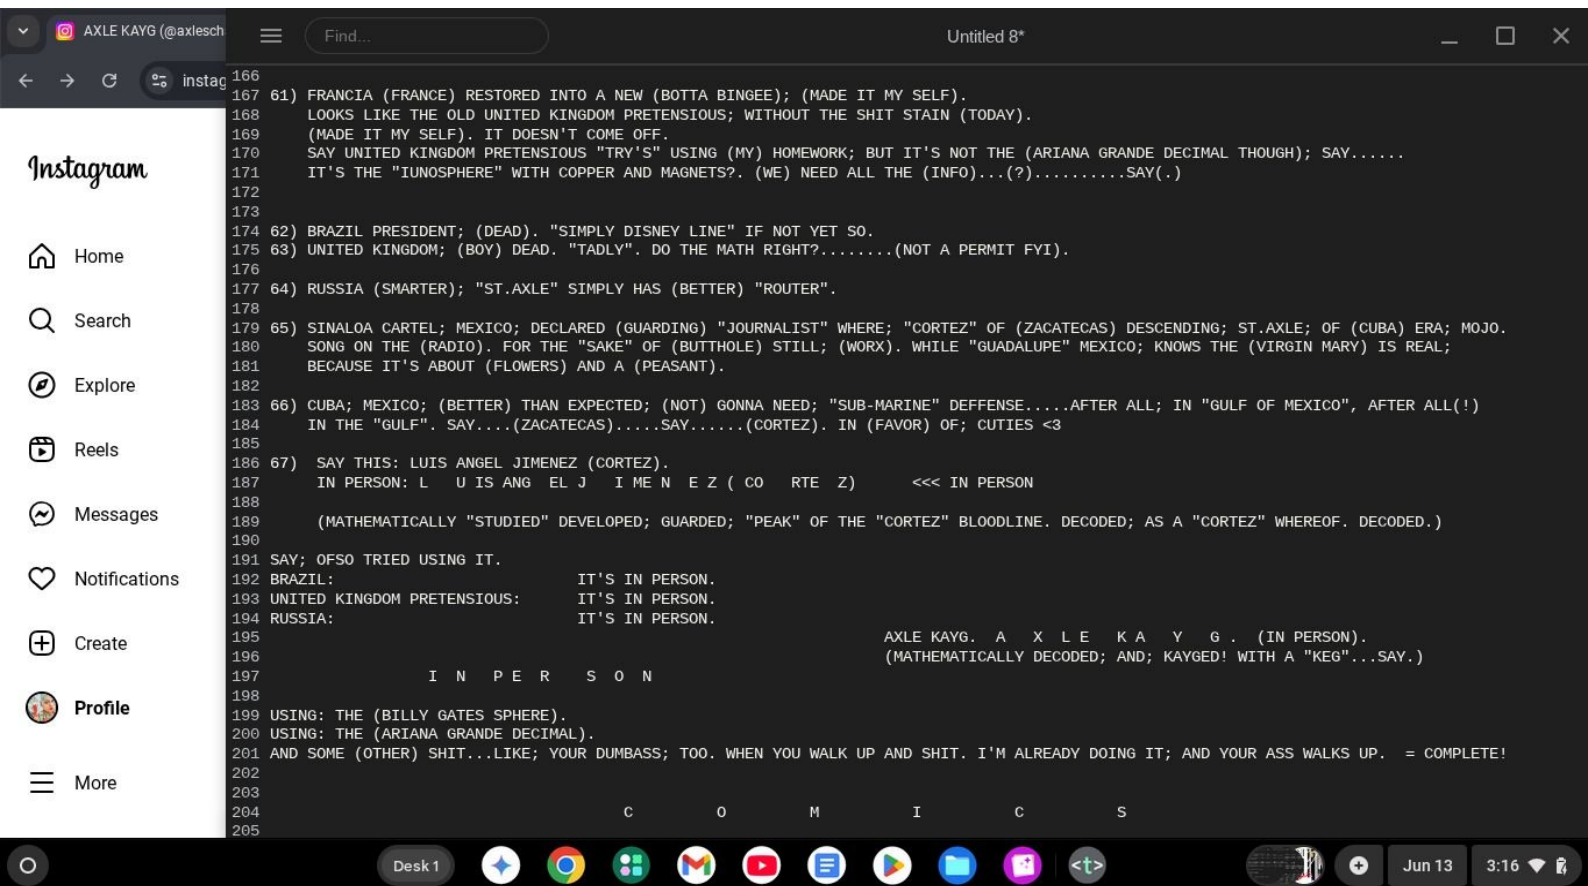 AXLE KAYG (@axlesch
Find...
Untitled 8*
instag
Instagram
Home
Search
Explore
Reels
Messages
Notifications
Create
Profile
More
166
167 61) FRANCIA (FRANCE) RESTORED INTO A NEW (BOTTA BINGEE); (MADE IT MY SELF).
168 LOOKS LIKE THE OLD UNITED KINGDOM PRETENSIOUS; WITHOUT THE SHIT STAIN (TODAY).
169 (MADE IT MY SELF). IT DOESN'T COME OFF.
170 SAY UNITED KINGDOM PRETENSIOUS "TRY'S" USING (MY) HOMEWORK; BUT IT'S NOT THE (ARIANA GRANDE DECIMAL THOUGH); SAY......
171 IT'S THE "IUNOSPHERE" WITH COPPER AND MAGNETS?. (WE) NEED ALL THE (INFO)...(?)..........SAY(.)
172
173
174 62) BRAZIL PRESIDENT; (DEAD). "SIMPLY DISNEY LINE" IF NOT YET SO.
175 63) UNITED KINGDOM; (BOY) DEAD. "TADLY". DO THE MATH RIGHT?........(NOT A PERMIT FYI).
176
177 64) RUSSIA (SMARTER); "ST.AXLE" SIMPLY HAS (BETTER) "ROUTER".
178
179 65) SINALOA CARTEL; MEXICO; DECLARED (GUARDING) "JOURNALIST" WHERE; "CORTEZ" OF (ZACATECAS) DESCENDING; ST.AXLE; OF (CUBA) ERA; MOJO.
180 SONG ON THE (RADIO). FOR THE "SAKE" OF (BUTTHOLE) STILL; (WORX). WHILE "GUADALUPE" MEXICO; KNOWS THE (VIRGIN MARY) IS REAL;
181 BECAUSE IT'S ABOUT (FLOWERS) AND A (PEASANT).
182
183 66) CUBA; MEXICO; (BETTER) THAN EXPECTED; (NOT) GONNA NEED; "SUB-MARINE" DEFFENSE.....AFTER ALL; IN "GULF OF MEXICO", AFTER ALL(!)
184 IN THE "GULF". SAY....(ZACATECAS).....SAY......(CORTEZ). IN (FAVOR) OF; CUTIES <3
185
186 67) SAY THIS: LUIS ANGEL JIMENEZ (CORTEZ).
187 IN PERSON: L U IS ANG EL J I ME N E Z ( CO RTE Z) <<< IN PERSON
188
189 (MATHEMATICALLY "STUDIED" DEVELOPED; GUARDED; "PEAK" OF THE "CORTEZ" BLOODLINE. DECODED; AS A "CORTEZ" WHEREOF. DECODED.)
190
191 SAY; OFSO TRIED USING IT.
192 BRAZIL: IT'S IN PERSON.
193 UNITED KINGDOM PRETENSIOUS: IT'S IN PERSON.
194 RUSSIA: IT'S IN PERSON.
195 AXLE KAYG. A X L E K A Y G . (IN PERSON).
196 (MATHEMATICALLY DECODED; AND; KAYGED! WITH A "KEG"...SAY.)
197 I N P E R S O N
198
199 USING: THE (BILLY GATES SPHERE).
200 USING: THE (ARIANA GRANDE DECIMAL).
201 AND SOME (OTHER) SHIT...LIKE; YOUR DUMBASS; TOO. WHEN YOU WALK UP AND SHIT. I'M ALREADY DOING IT; AND YOUR ASS WALKS UP. = COMPLETE!
202
203
204 C O M I C S
205
Desk 1
<t>
Jun 13
3:16